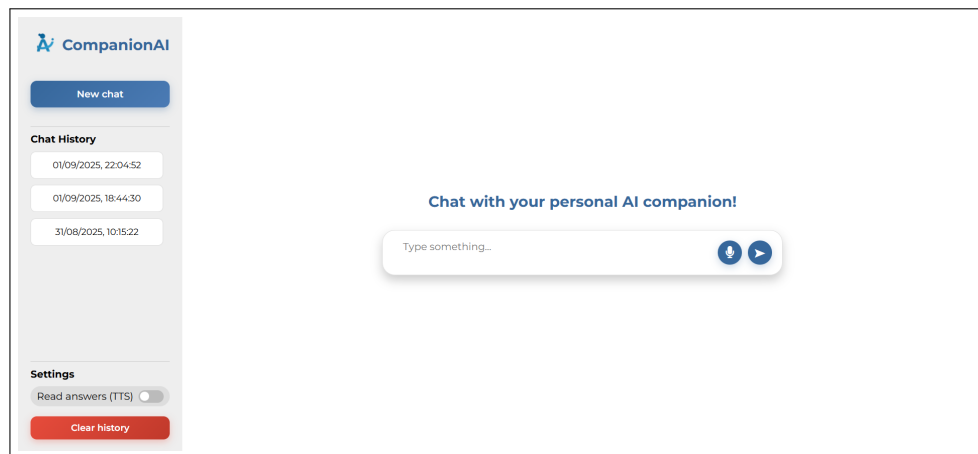 CompanionAI
New chat
Chat History
01/09/2025, 22:04:52
01/09/2025, 18:44:30
31/08/2025, 10:15:22
Settings
Read answers (TTS)
Clear history
Chat with your personal AI companion!
Type something...